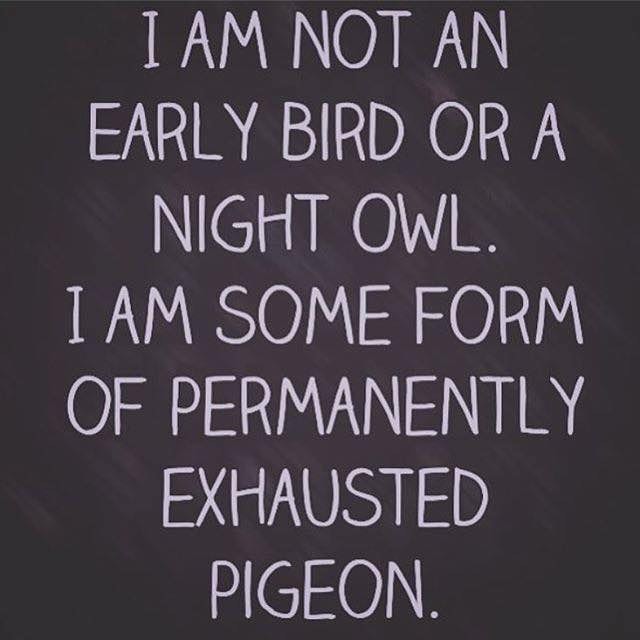 I AM NOT AN
EARLY BIRD OR A
NIGHT OWL.
I AM SOME FORM
OF PERMANENTLY
EXHAUSTED
PIGEON.